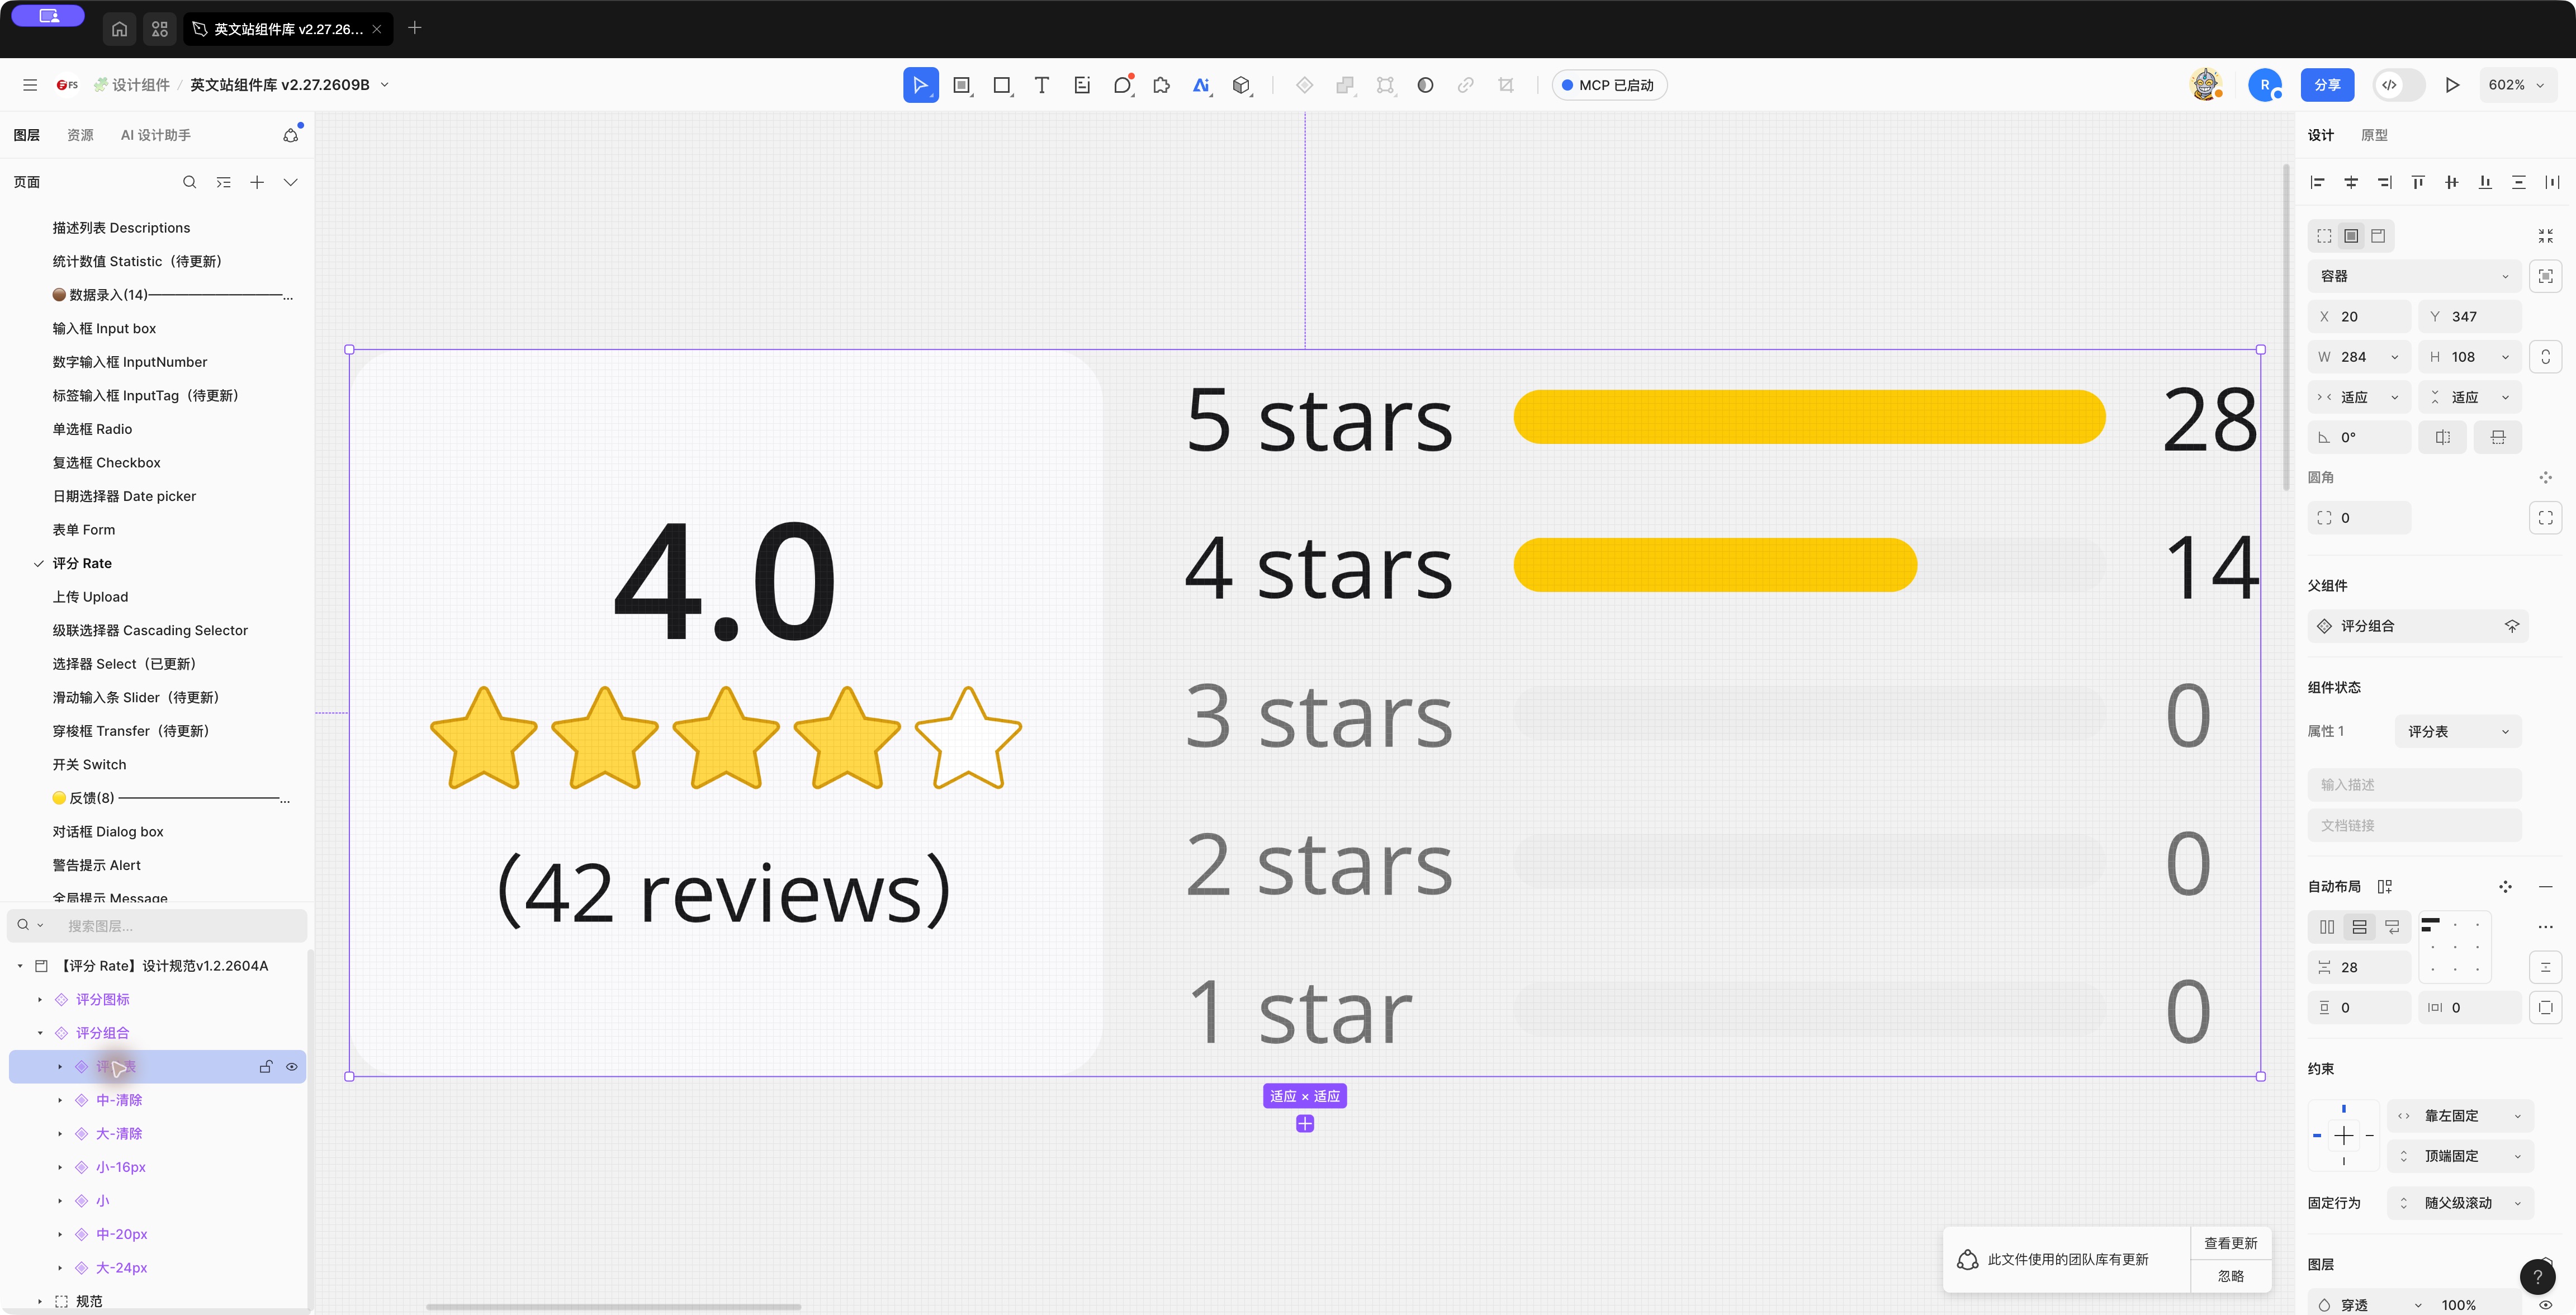 英文站组件库 v2.27.26...
FS
设计组件 / 英文站组件库 v2.27.2609B
MCP 已启动
R
分享
602%
图层 资源 AI 设计助手
页面
描述列表 Descriptions
统计数值 Statistic（待更新）
数据录入(14)——————————...
输入框 Input box
数字输入框 InputNumber
标签输入框 InputTag（待更新）
单选框 Radio
复选框 Checkbox
日期选择器 Date picker
表单 Form
评分 Rate
上传 Upload
级联选择器 Cascading Selector
选择器 Select（已更新）
滑动输入条 Slider（待更新）
穿梭框 Transfer（待更新）
开关 Switch
反馈(8) ————————————...
对话框 Dialog box
警告提示 Alert
全局提示 Message
搜索图层...
【评分 Rate】设计规范v1.2.2604A
评分图标
评分组合
中-清除
大-清除
小-16px
小
中-20px
大-24px
规范
4.0
(42 reviews)
5 stars 28
4 stars 14
3 stars 0
2 stars 0
1 star 0
适应 × 适应
此文件使用的团队库有更新
查看更新
忽略
设计 原型
容器
X 20 Y 347
W 284 H 108
适应 适应
0°
圆角
0
父组件
评分组合
组件状态
属性 1 评分表
输入描述
文档链接
自动布局
28
0 0
约束
靠左固定
顶端固定
固定行为 随父级滚动
图层
穿透 100%
?